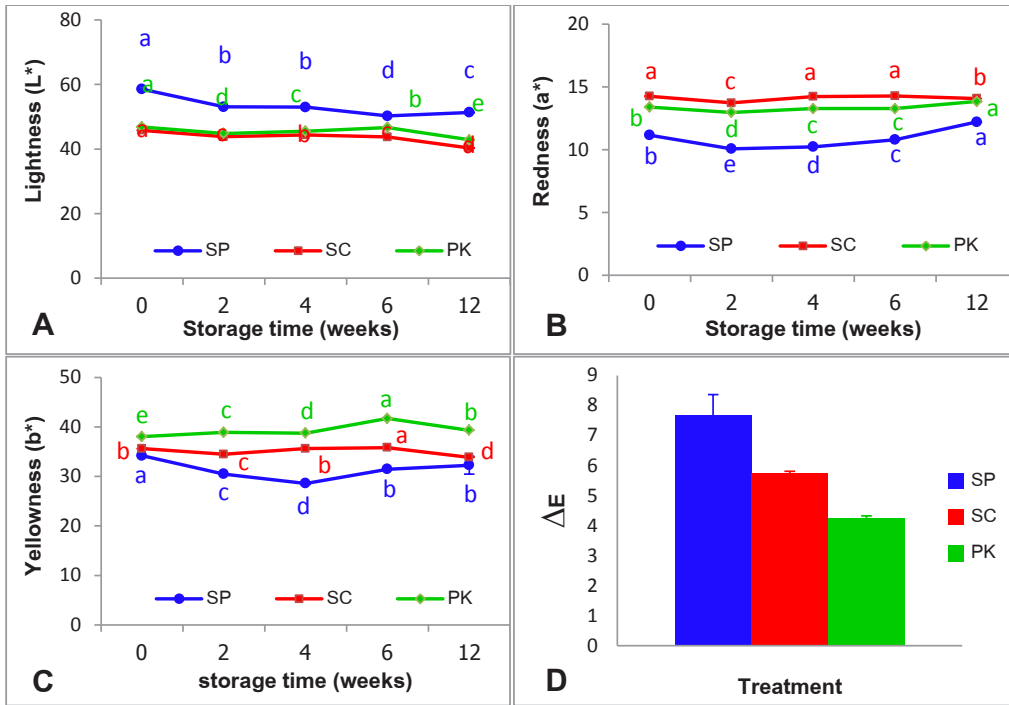 80
60
40
20
0
Lightness (L*)
a b b d c
a d c b e
a b
SP SC PK
0 2 4 6 12
A
Storage time (weeks)
20
15
10
5
0
Redness (a*)
a c a a b
b d c c a
b e d c a
SP SC PK
0 2 4 6 12
B
Storage time (weeks)
50
40
30
20
10
0
Yellowness (b*)
e c d a b
b c b a d
a c d b b
SP SC PK
0 2 4 6 12
C
storage time (weeks)
9
8
7
6
5
4
3
2
1
0
ΔE
SP
SC
PK
D
Treatment